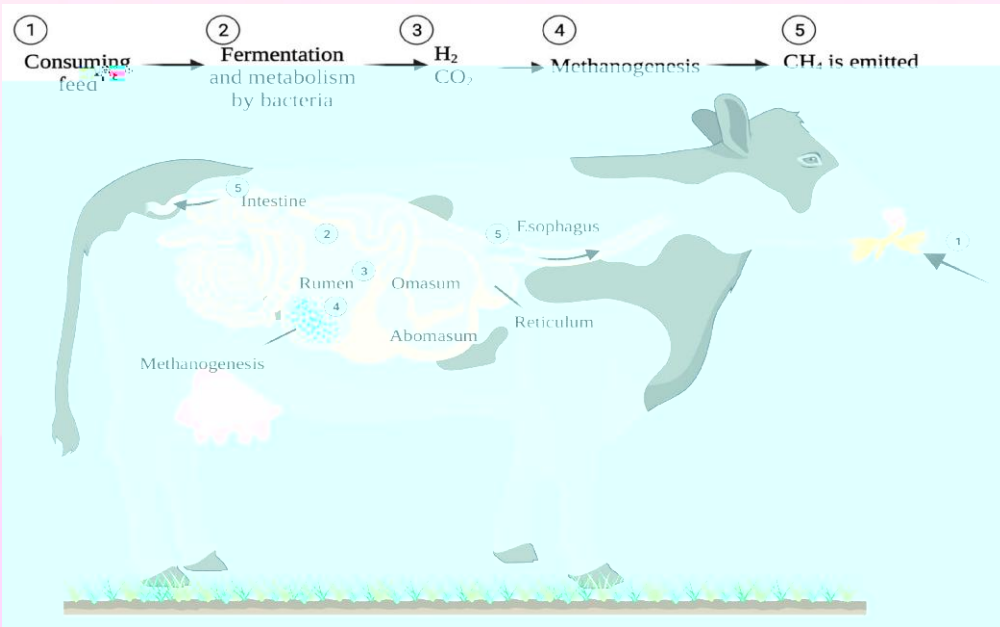 1
2
3
4
5
Consuming
feed
Fermentation
and metabolism
by bacteria
H₂
CO₂
Methanogenesis
CH₄ is emitted
5
Intestine
2
5
Esophagus
1
3
Rumen
Omasum
4
Reticulum
Abomasum
Methanogenesis